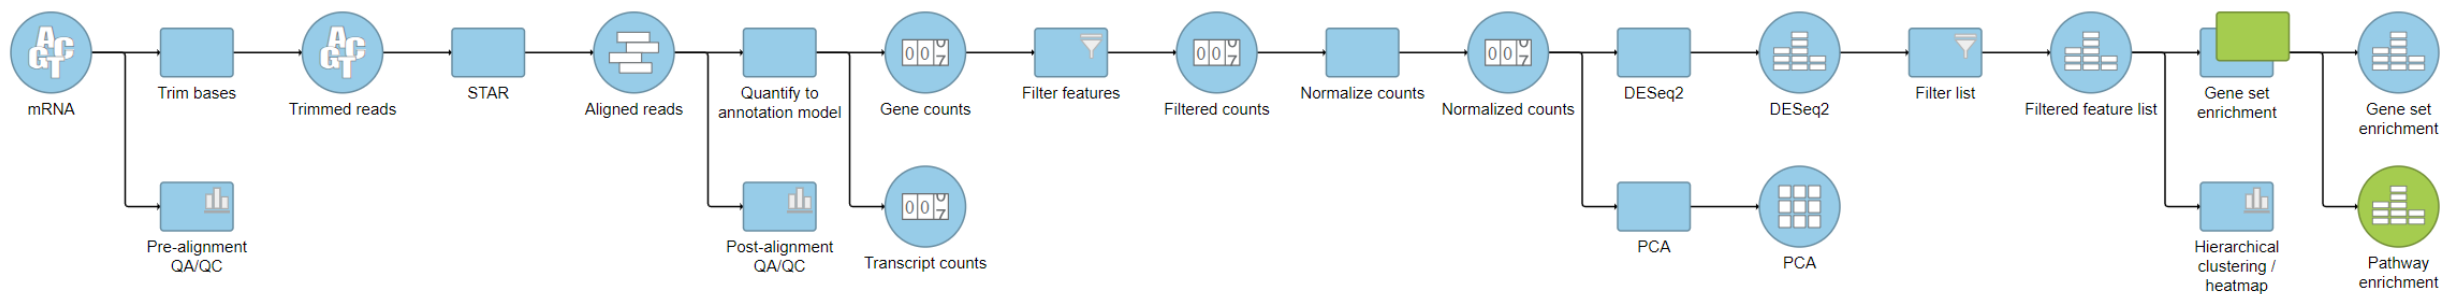 mRNA
Trim bases
Trimmed reads
STAR
Aligned reads
Quantify to
annotation model
Gene counts
Filter features
Filtered counts
Normalize counts
Normalized counts
DESeq2
DESeq2
Filter list
Filtered feature list
Gene set
enrichment
Gene set
enrichment
Pre-alignment
QA/QC
Post-alignment
QA/QC
Transcript counts
PCA
PCA
Hierarchical
clustering /
heatmap
Pathway
enrichment